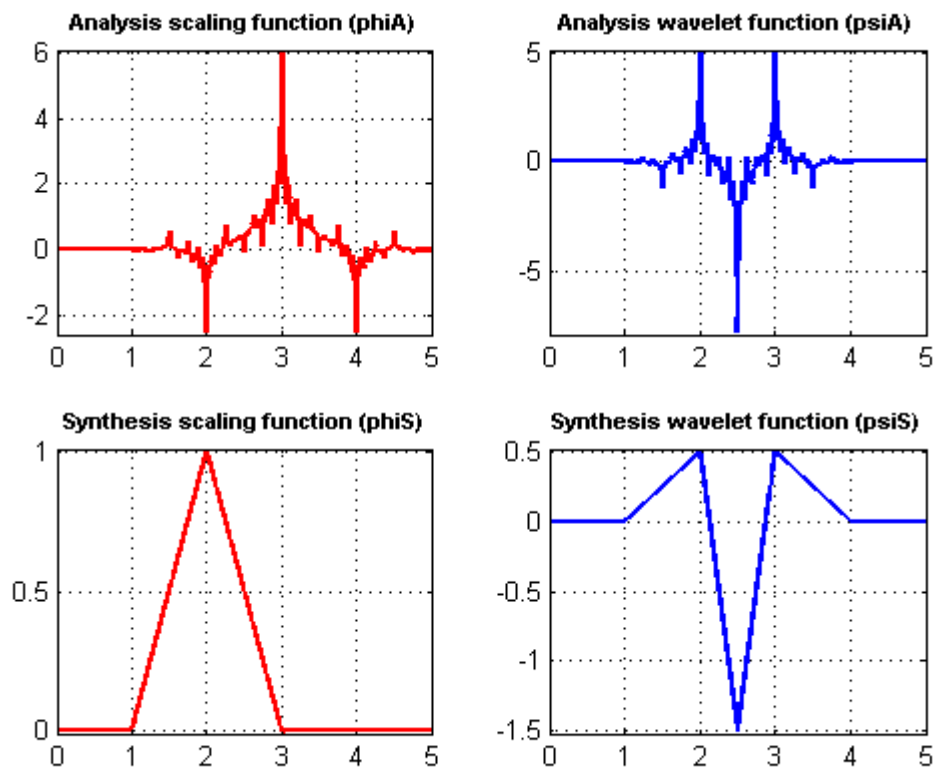 Analysis scaling function (phiA)
6
4
2
0
-2
0 1 2 3 4 5
Analysis wavelet function (psiA)
5
0
-5
0 1 2 3 4 5
Synthesis scaling function (phiS)
1
0.5
0
0 1 2 3 4 5
Synthesis wavelet function (psiS)
0.5
0
-0.5
-1
-1.5
0 1 2 3 4 5